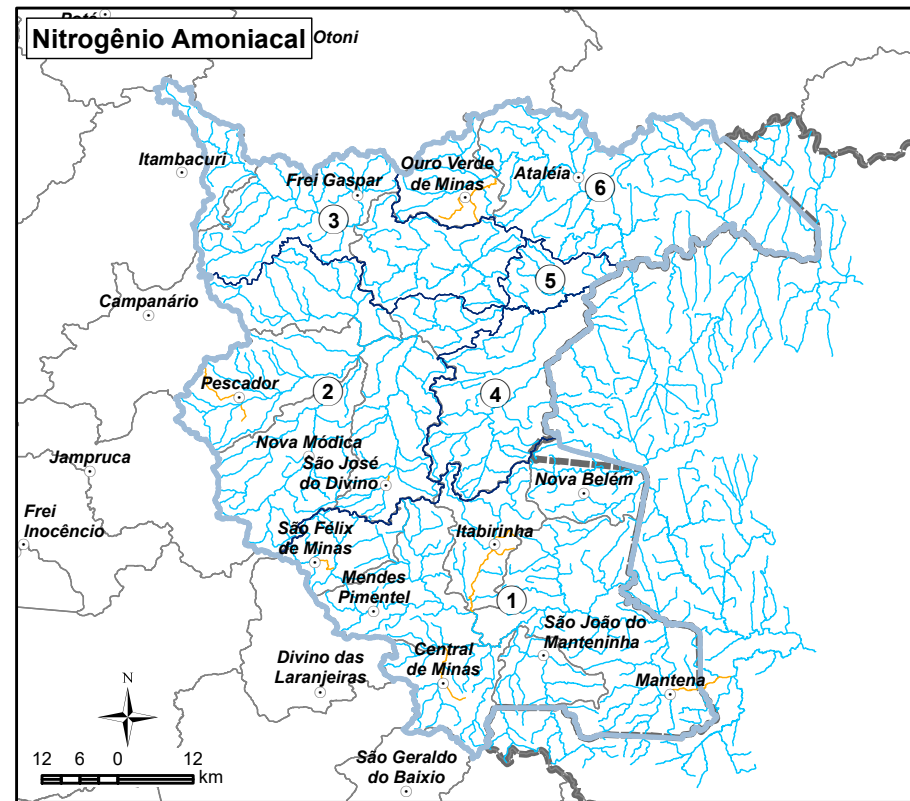 Nitrogênio Amoniacal
Otoni
Itambacuri
Frei Gaspar
Ouro Verde
de Minas
Ataléia
6
3
5
Campanário
Pescador
2
4
Nova Módica
São José
do Divino
Jampruca
Nova Belém
Frei
Inocêncio
São Félix
de Minas
Itabirinha
Mendes
Pimentel
1
São João do
Manteninha
Central
de Minas
Divino das
Laranjeiras
Mantena
N
São Geraldo
do Baixio
12 6 0 12
km